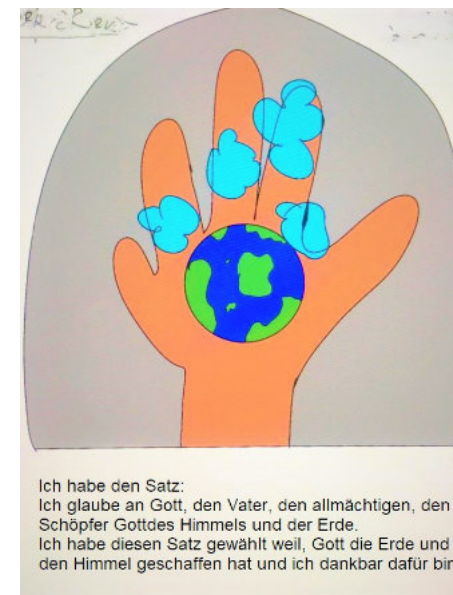 Ich habe den Satz:
Ich glaube an Gott, den Vater, den allmächtigen, den
Schöpfer Gottdes Himmels und der Erde.
Ich habe diesen Satz gewählt weil, Gott die Erde und
den Himmel geschaffen hat und ich dankbar dafür bin